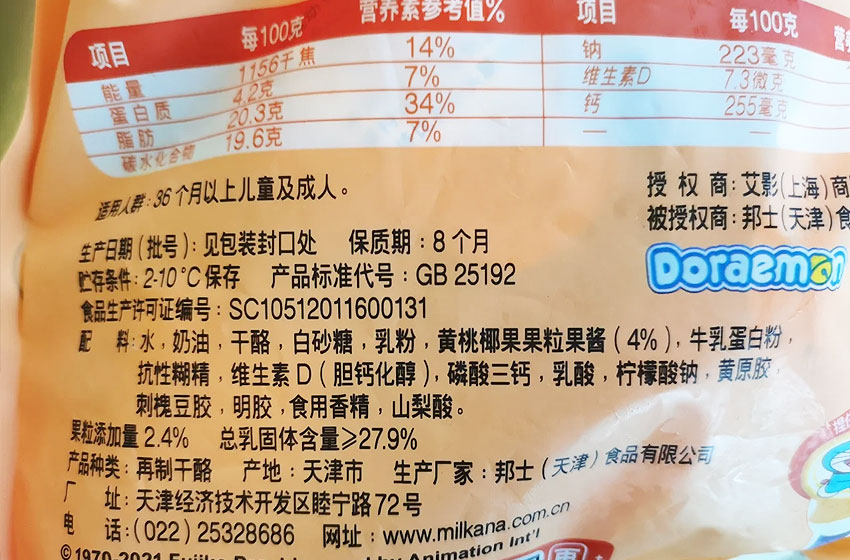 项目 每100克 营养素参考值% 项目 每100克 营养
能量 1156千焦 14% 钠 223毫克
蛋白质 4.2克 7% 维生素D 7.3微克
脂肪 20.3克 34% 钙 255毫克
碳水化合物 19.6克 7% — —
适用人群:36个月以上儿童及成人。
授权商:艾影(上海)商
被授权商:邦士(天津)食
Doraemon
生产日期(批号):见包装封口处 保质期:8个月
贮存条件:2-10°C保存 产品标准代号:GB 25192
食品生产许可证编号:SC10512011600131
配料:水,奶油,干酪,白砂糖,乳粉,黄桃椰果果粒果酱(4%),牛乳蛋白粉,
抗性糊精,维生素D(胆钙化醇),磷酸三钙,乳酸,柠檬酸钠,黄原胶,
刺槐豆胶,明胶,食用香精,山梨酸。
果粒添加量2.4% 总乳固体含量≥27.9%
产品种类:再制干酪 产地:天津市 生产厂家:邦士(天津)食品有限公司
厂址:天津经济技术开发区睦宁路72号
电话:(022)25328686 网址:www.milkana.com.cn
©1970-2021 Animation Int'l